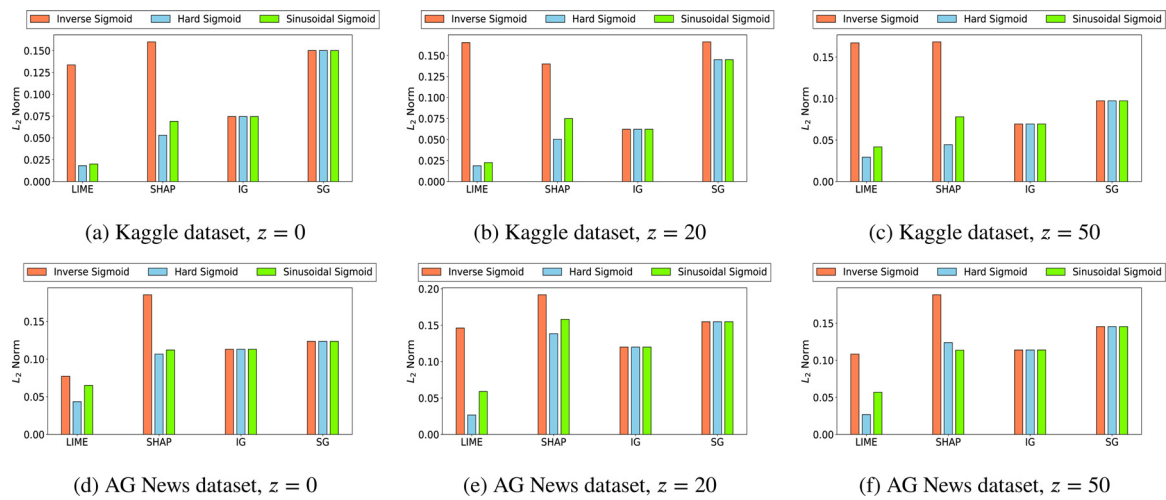 Inverse Sigmoid Hard Sigmoid Sinusoidal Sigmoid
0.150
0.125
0.100
0.075
0.050
0.025
0.000
L₂ Norm
LIME SHAP IG SG
(a) Kaggle dataset, z = 0
Inverse Sigmoid Hard Sigmoid Sinusoidal Sigmoid
0.150
0.125
0.100
0.075
0.050
0.025
0.000
L₂ Norm
LIME SHAP IG SG
(b) Kaggle dataset, z = 20
Inverse Sigmoid Hard Sigmoid Sinusoidal Sigmoid
0.15
0.10
0.05
0.00
L₂ Norm
LIME SHAP IG SG
(c) Kaggle dataset, z = 50
Inverse Sigmoid Hard Sigmoid Sinusoidal Sigmoid
0.15
0.10
0.05
0.00
L₂ Norm
LIME SHAP IG SG
(d) AG News dataset, z = 0
Inverse Sigmoid Hard Sigmoid Sinusoidal Sigmoid
0.20
0.15
0.10
0.05
0.00
L₂ Norm
LIME SHAP IG SG
(e) AG News dataset, z = 20
Inverse Sigmoid Hard Sigmoid Sinusoidal Sigmoid
0.15
0.10
0.05
0.00
L₂ Norm
LIME SHAP IG SG
(f) AG News dataset, z = 50